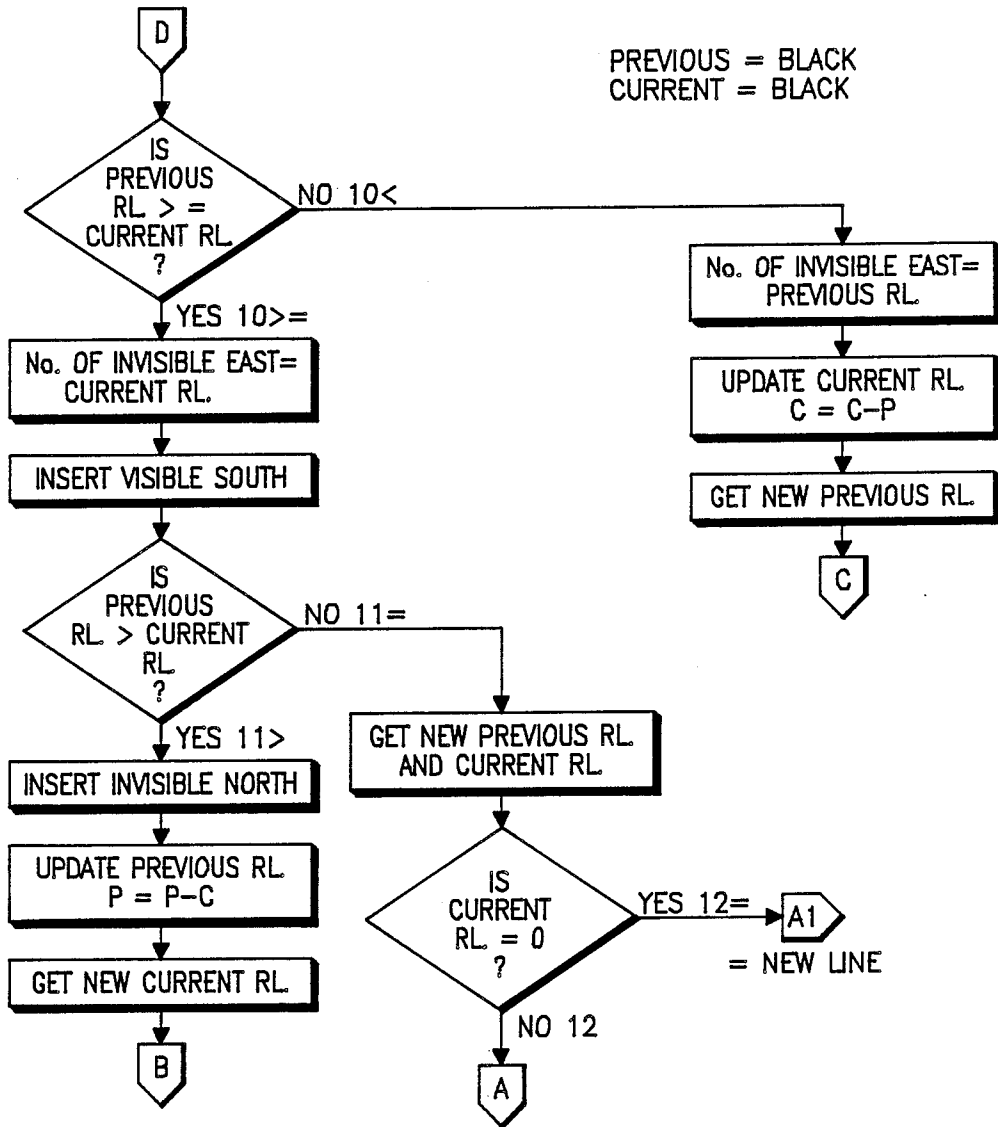 D
PREVIOUS = BLACK
CURRENT = BLACK
IS
PREVIOUS
RL. > =
CURRENT RL.
?
NO 10<
YES 10>=
No. OF INVISIBLE EAST=
CURRENT RL.
INSERT VISIBLE SOUTH
No. OF INVISIBLE EAST=
PREVIOUS RL.
UPDATE CURRENT RL.
C = C-P
GET NEW PREVIOUS RL.
C
IS
PREVIOUS
RL. > CURRENT
RL.
?
NO 11=
YES 11>
INSERT INVISIBLE NORTH
UPDATE PREVIOUS RL.
P = P-C
GET NEW CURRENT RL.
B
GET NEW PREVIOUS RL.
AND CURRENT RL.
IS
CURRENT
RL. = 0
?
YES 12=
A1
= NEW LINE
NO 12
A